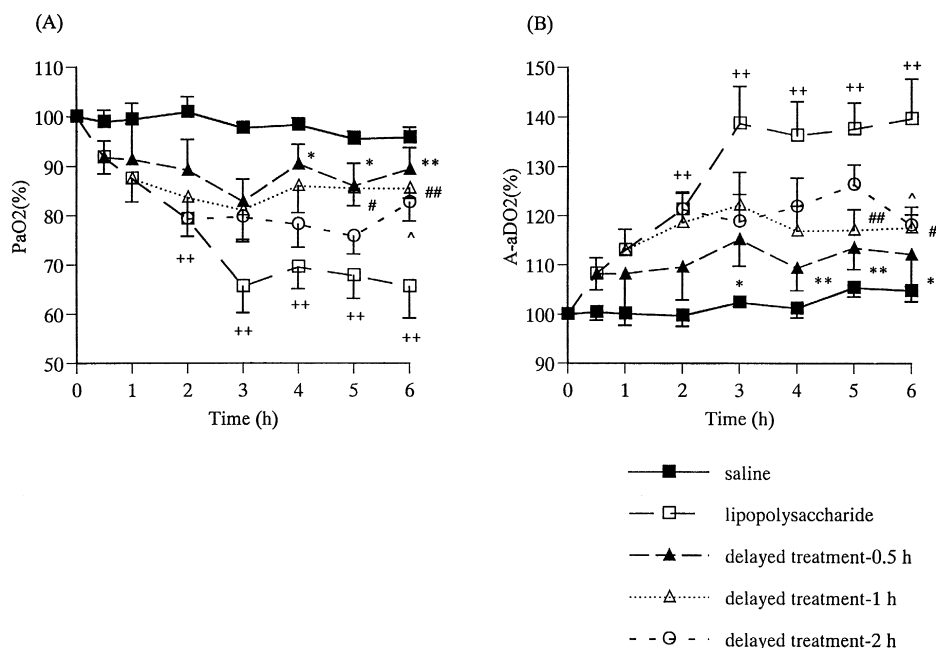 (A)
(B)
PaO2(%)
110
100
90
80
70
60
50
0 1 2 3 4 5 6
Time (h)
* * **
# ##
^
++ ++ ++ ++ ++
A-aDO2(%)
150
140
130
120
110
100
90
0 1 2 3 4 5 6
Time (h)
++ ++ ++ ++ ++
^
## #
* ** ** *
saline
lipopolysaccharide
delayed treatment-0.5 h
delayed treatment-1 h
delayed treatment-2 h